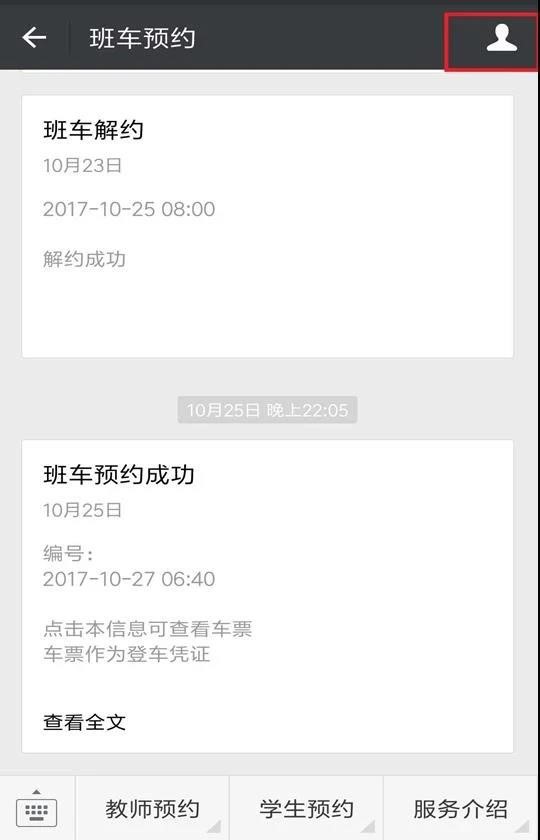 班车预约
班车解约
10月23日
2017-10-25 08:00
解约成功
10月25日 晚上22:05
班车预约成功
10月25日
编号：
2017-10-27 06:40
点击本信息可查看车票
车票作为登车凭证
查看全文
教师预约
学生预约
服务介绍